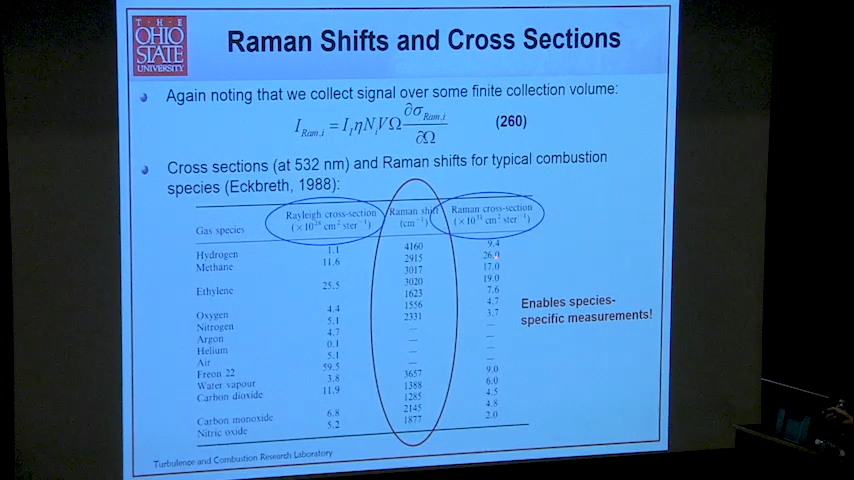 T · H · E
OHIO
STATE
UNIVERSITY
Raman Shifts and Cross Sections
Again noting that we collect signal over some finite collection volume:
I_{Ram,i} = I_I η N_i V Ω ∂σ_{Ram,i} / ∂Ω (260)
Cross sections (at 532 nm) and Raman shifts for typical combustion
species (Eckbreth, 1988):
Gas species Rayleigh cross-section (×10²⁸ cm² ster⁻¹) Raman shift (cm⁻¹) Raman cross-section (×10³¹ cm² ster⁻¹)
Hydrogen 1.1 4160 9.4
Methane 11.6 2915 26.0
3017 17.0
Ethylene 25.5 3020 19.0
1623 7.6
Oxygen 4.4 1556 4.7
Nitrogen 5.1 2331 3.7
Argon 4.7 — —
Helium 0.1 — —
Air 5.1 — —
Freon 22 59.5 — —
Water vapour 3.8 3657 9.0
Carbon dioxide 11.9 1388 6.0
1285 4.5
Carbon monoxide 6.8 2145 4.8
Nitric oxide 5.2 1877 2.0
Enables species-
specific measurements!
Turbulence and Combustion Research Laboratory